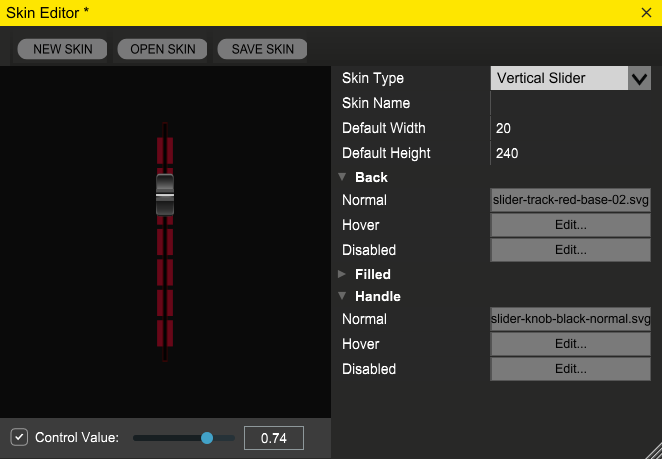 Skin Editor *
NEW SKIN OPEN SKIN SAVE SKIN
Skin Type Vertical Slider
Skin Name
Default Width 20
Default Height 240
Back
Normal slider-track-red-base-02.svg
Hover Edit...
Disabled Edit...
Filled
Handle
Normal slider-knob-black-normal.svg
Hover Edit...
Disabled Edit...
Control Value: 0.74